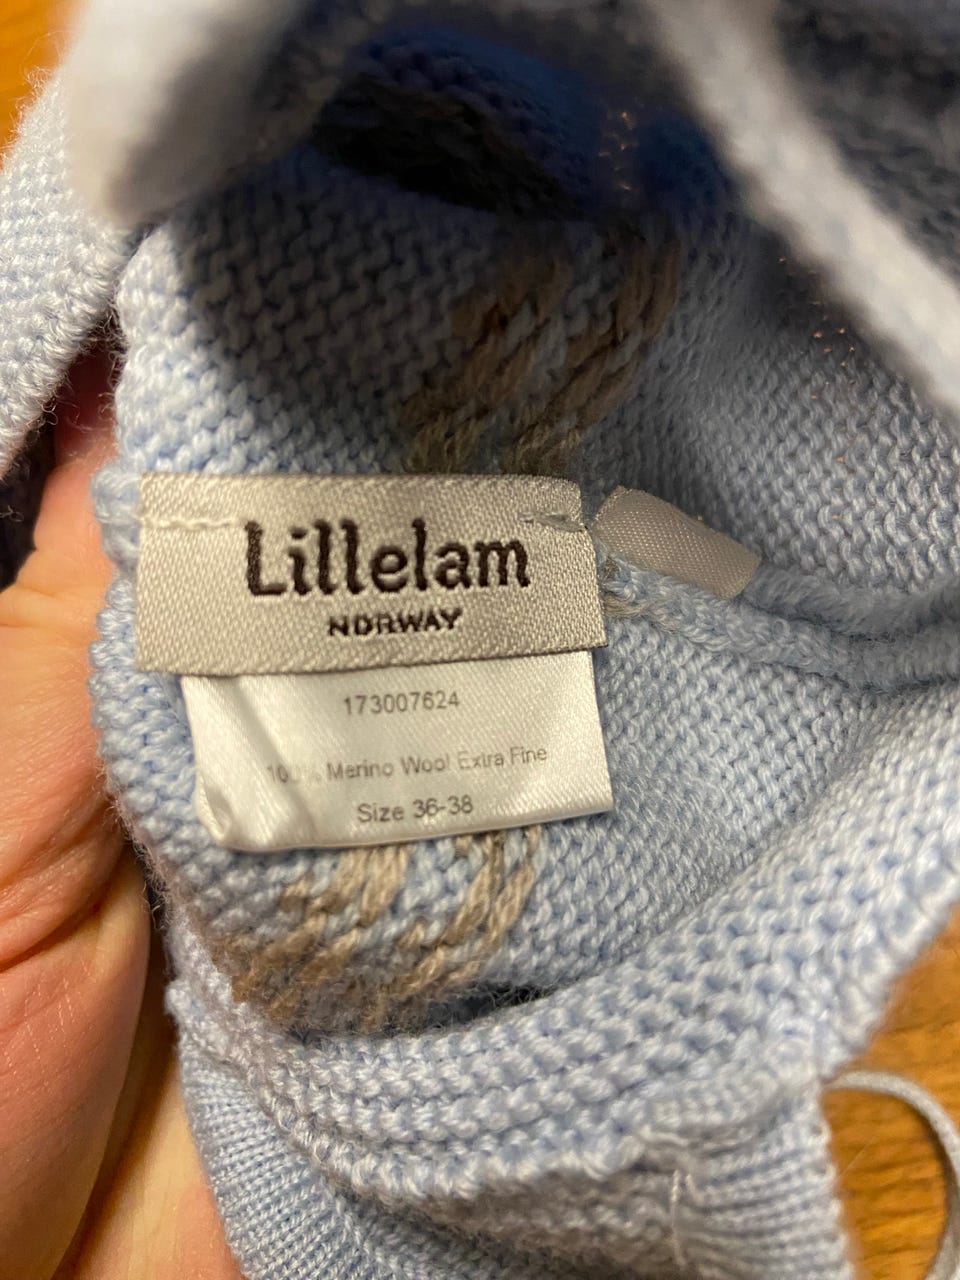 Lillelam
NORWAY
173007624
100% Merino Wool Extra Fine
Size 36-38